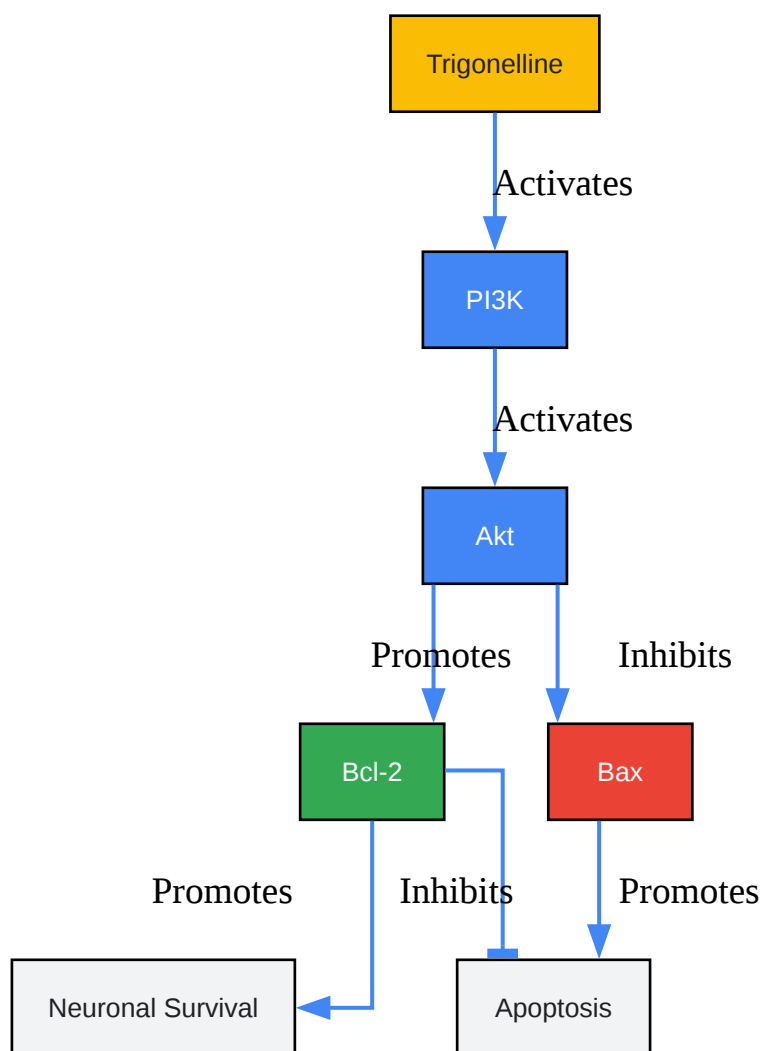 Trigonelline
Activates
PI3K
Activates
Akt
Promotes
Inhibits
Bcl-2
Bax
Promotes
Inhibits
Promotes
Neuronal Survival
Apoptosis